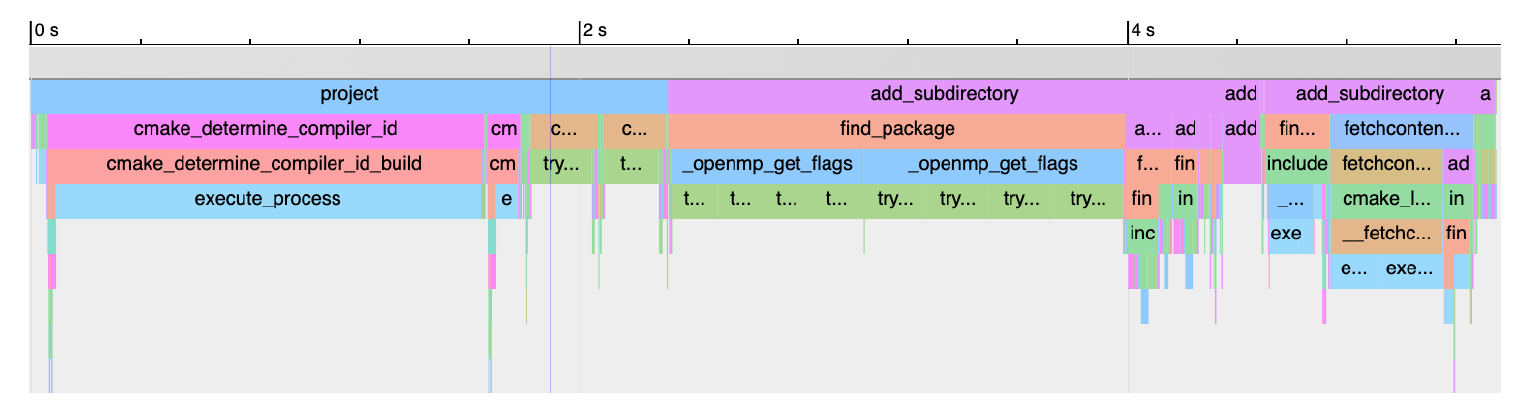 0 s 2 s 4 s
project add_subdirectory add add_subdirectory a
cmake_determine_compiler_id cm c... c... find_package a... ad add fin... fetchconten...
cmake_determine_compiler_id_build cm try... t... _openmp_get_flags _openmp_get_flags f... fin include fetchcon... ad
execute_process e t... t... t... t... try... try... try... try... fin in _... cmake_l... in
inc exe __fetchc... fin
e... exe...